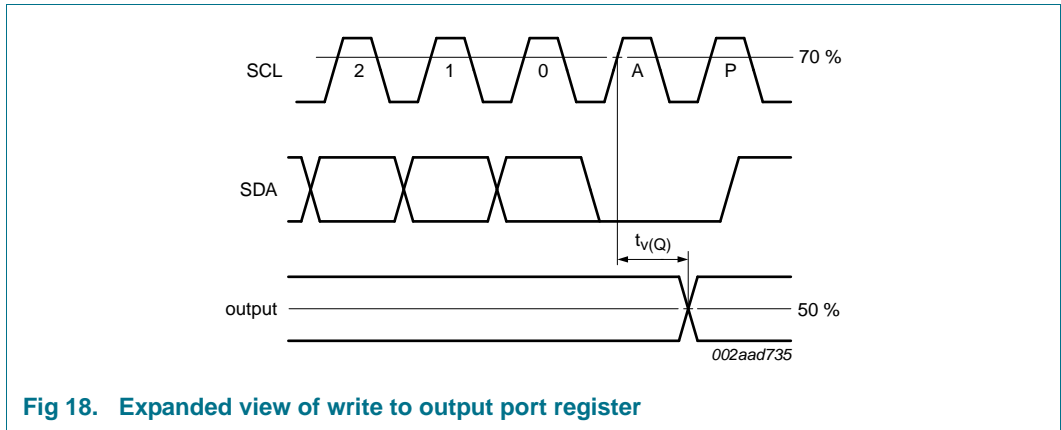 SCL 2 1 0 A P 70 %
SDA
tv(Q)
output 50 %
002aad735
Fig 18. Expanded view of write to output port register